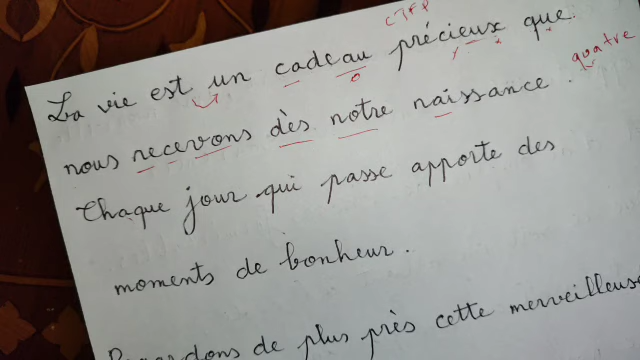 La vie est un cadeau précieux que
nous recevons dès notre naissance.
quatre
Chaque jour qui passe apporte des
moments de bonheur.
Regardons de plus près cette merveilleuse